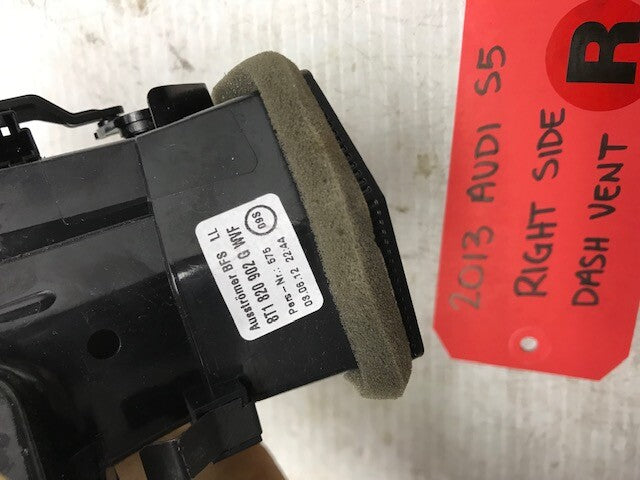 Ausströmer BFS LL
8T1 820 902 G WVF
Pers-Nr.: 575
03.06.12 22:44
D9S
R
2013 AUDI S5
RIGHT SIDE
DASH VENT